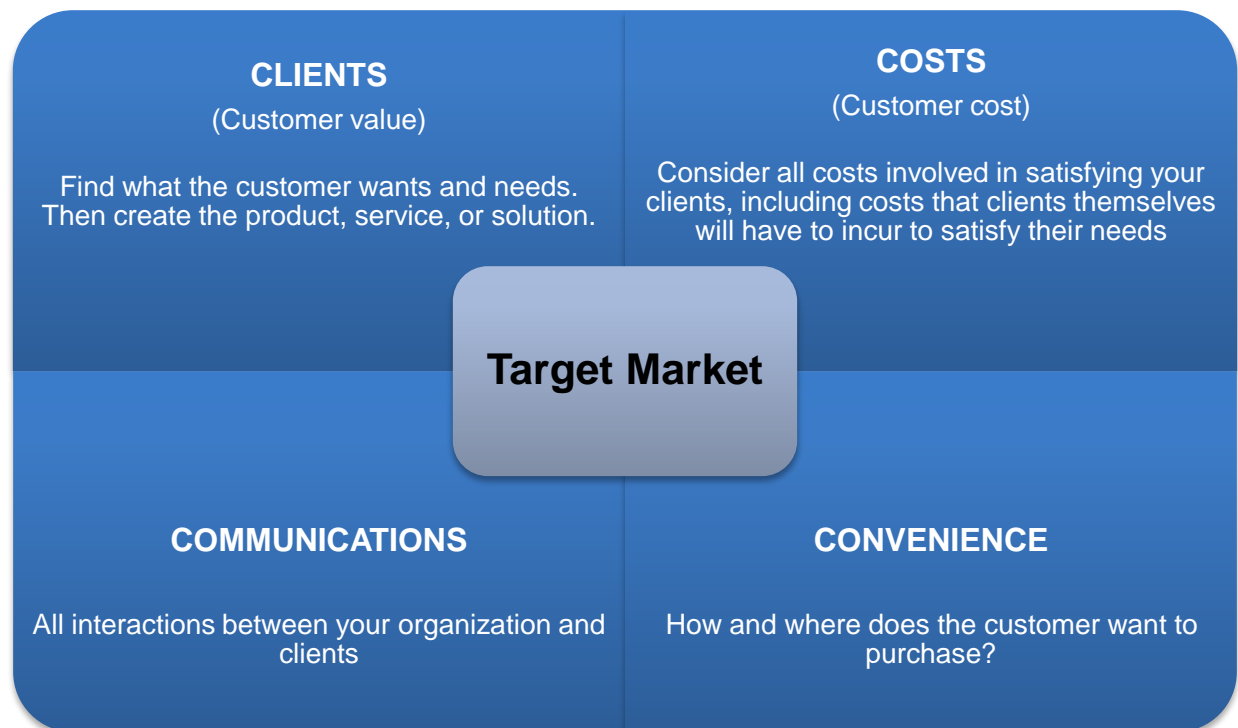 CLIENTS
(Customer value)
Find what the customer wants and needs.
Then create the product, service, or solution.
COSTS
(Customer cost)
Consider all costs involved in satisfying your
clients, including costs that clients themselves
will have to incur to satisfy their needs
Target Market
COMMUNICATIONS
All interactions between your organization and
clients
CONVENIENCE
How and where does the customer want to
purchase?